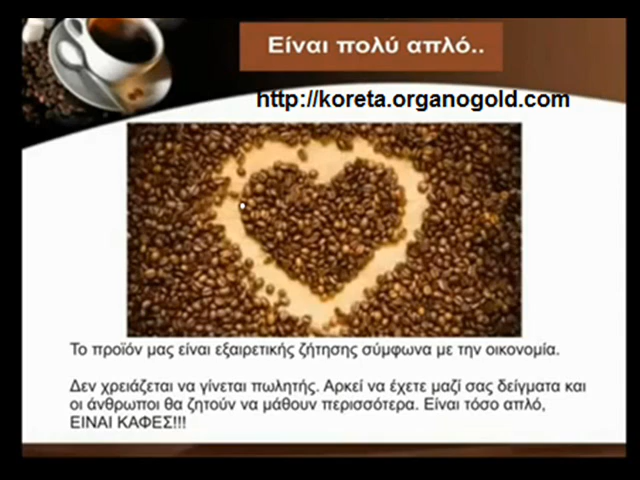 Είναι πολύ απλό..
http://koreta.organogold.com
Το προϊόν μας είναι εξαιρετικής ζήτησης σύμφωνα με την οικονομία.
Δεν χρειάζεται να γίνεται πωλητής. Αρκεί να έχετε μαζί σας δείγματα και
οι άνθρωποι θα ζητούν να μάθουν περισσότερα. Είναι τόσο απλό,
ΕΙΝΑΙ ΚΑΦΕΣ!!!